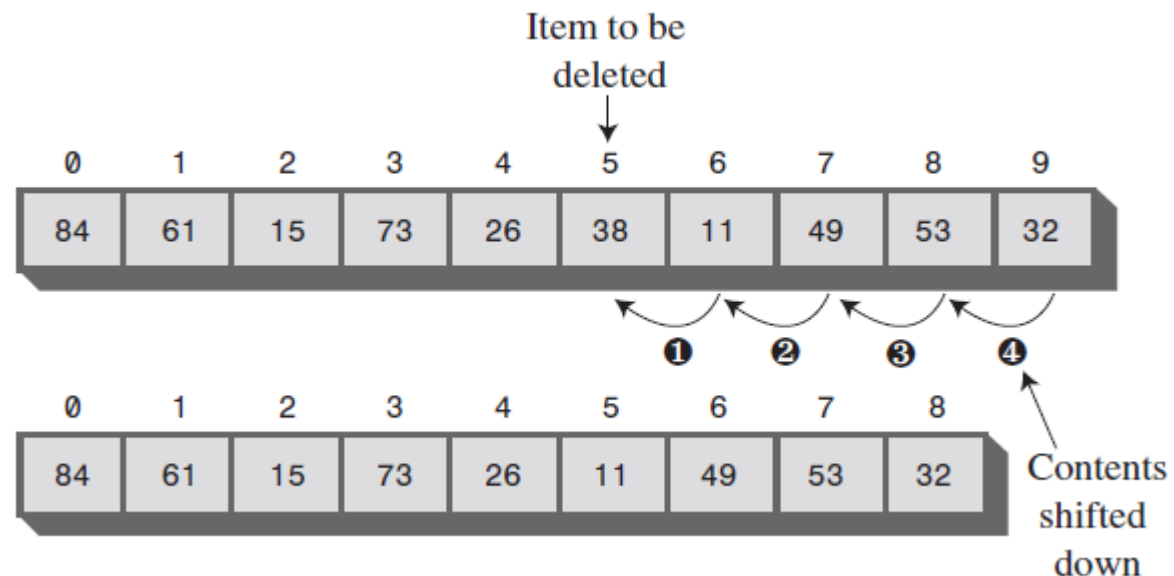 Item to be
deleted
0 1 2 3 4 5 6 7 8 9
84 61 15 73 26 38 11 49 53 32
❶ ❷ ❸ ❹
0 1 2 3 4 5 6 7 8
84 61 15 73 26 11 49 53 32
Contents
shifted
down